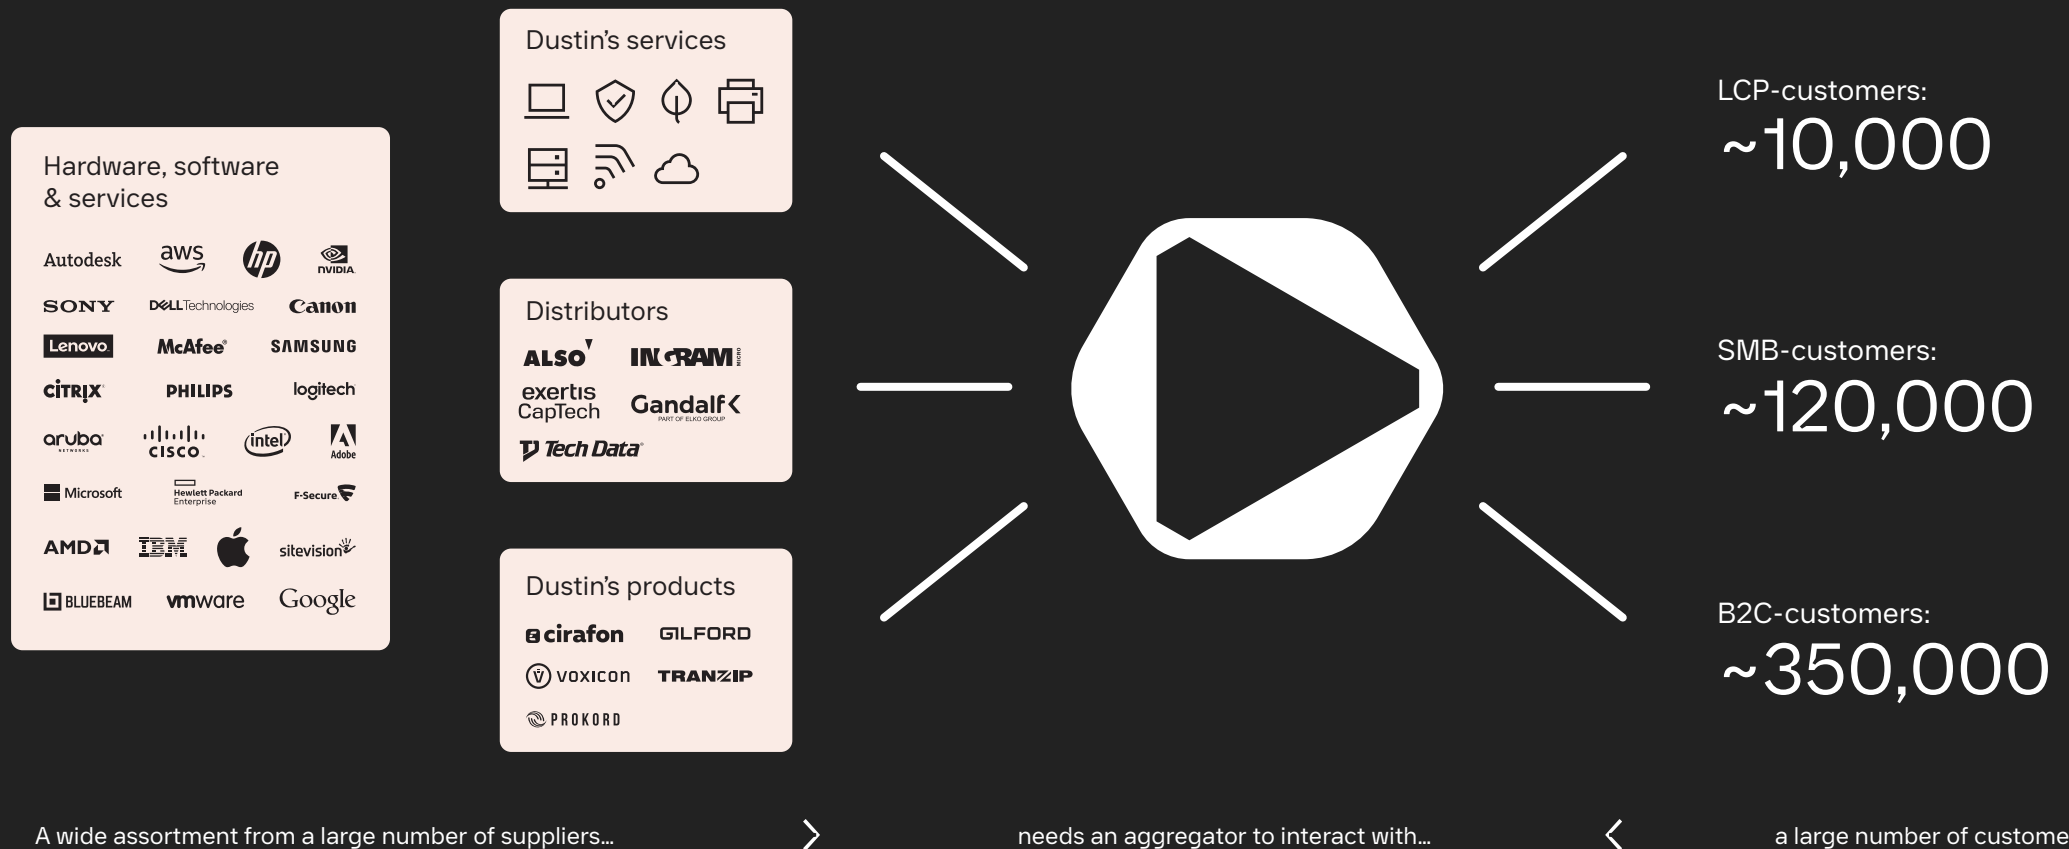 Hardware, software
& services
Autodesk aws hp NVIDIA
SONY DELLTechnologies Canon
Lenovo McAfee SAMSUNG
CITRIX PHILIPS logitech
aruba CISCO intel Adobe
NETWORKS
Microsoft Hewlett Packard F-Secure
Enterprise
AMD IBM sitevision
BLUEBEAM vmware Google
Dustin's services
Distributors
ALSO INGRAM MICRO
exertis
CapTech Gandalf
PART OF ELKO GROUP
Tech Data
Dustin's products
cirafon GILFORD
voxicon TRANZIP
PROKORD
LCP-customers:
~10,000
SMB-customers:
~120,000
B2C-customers:
~350,000
A wide assortment from a large number of suppliers...
needs an aggregator to interact with...
a large number of custome